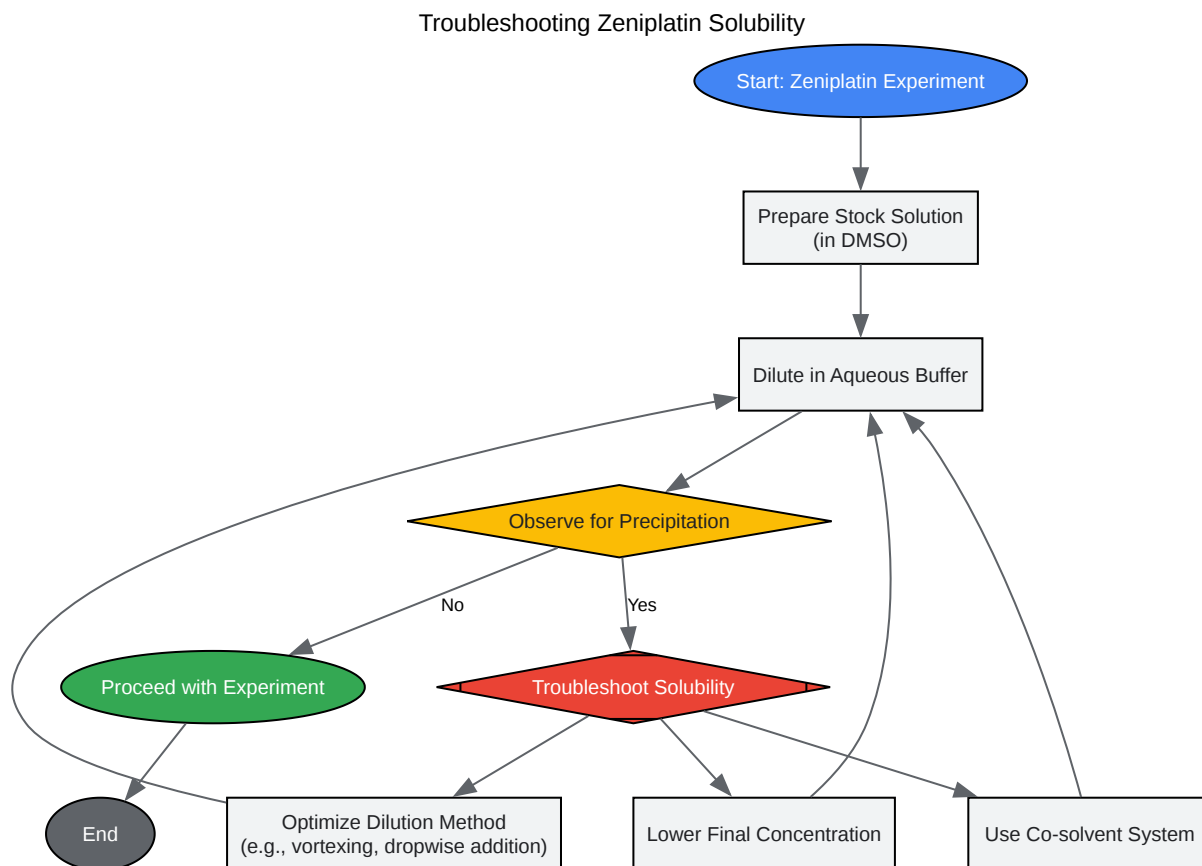 Troubleshooting Zeniplatin Solubility
Start: Zeniplatin Experiment
Prepare Stock Solution
(in DMSO)
Dilute in Aqueous Buffer
Observe for Precipitation
No
Yes
Proceed with Experiment
Troubleshoot Solubility
End
Optimize Dilution Method
(e.g., vortexing, dropwise addition)
Lower Final Concentration
Use Co-solvent System